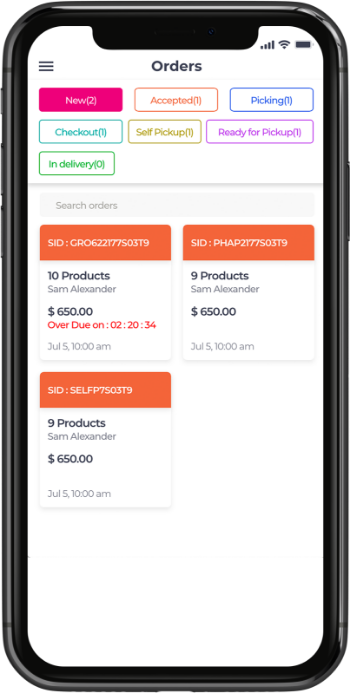 Orders
New(2)
Accepted(1)
Picking(1)
Checkout(1)
Self Pickup(1)
Ready for Pickup(1)
In delivery(0)
Search orders
SID : GRO622177S03T9
10 Products
Sam Alexander
$ 650.00
Over Due on : 02 : 20 : 34
Jul 5, 10:00 am
SID : PHAP2177S03T9
9 Products
Sam Alexander
$ 650.00
Jul 5, 10:00 am
SID : SELFP7S03T9
9 Products
Sam Alexander
$ 650.00
Jul 5, 10:00 am